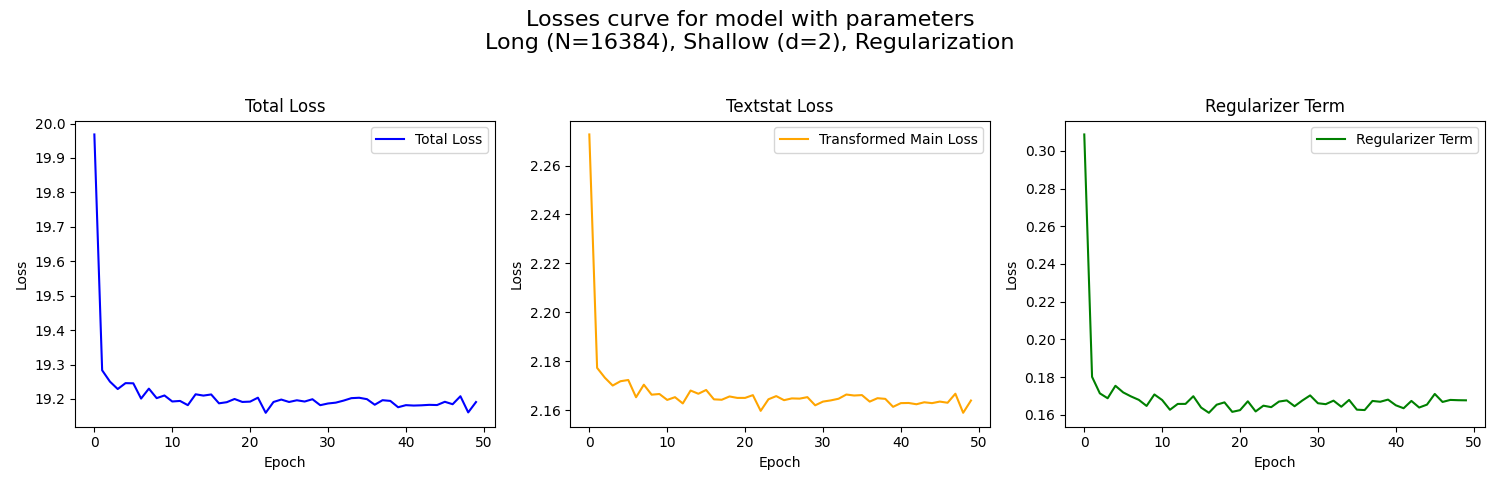 Losses curve for model with parameters
Long (N=16384), Shallow (d=2), Regularization
Total Loss
Total Loss
20.0
19.9
19.8
19.7
19.6
19.5
19.4
19.3
19.2
Loss
0 10 20 30 40 50
Epoch
Textstat Loss
Transformed Main Loss
2.26
2.24
2.22
2.20
2.18
2.16
Loss
0 10 20 30 40 50
Epoch
Regularizer Term
Regularizer Term
0.30
0.28
0.26
0.24
0.22
0.20
0.18
0.16
Loss
0 10 20 30 40 50
Epoch